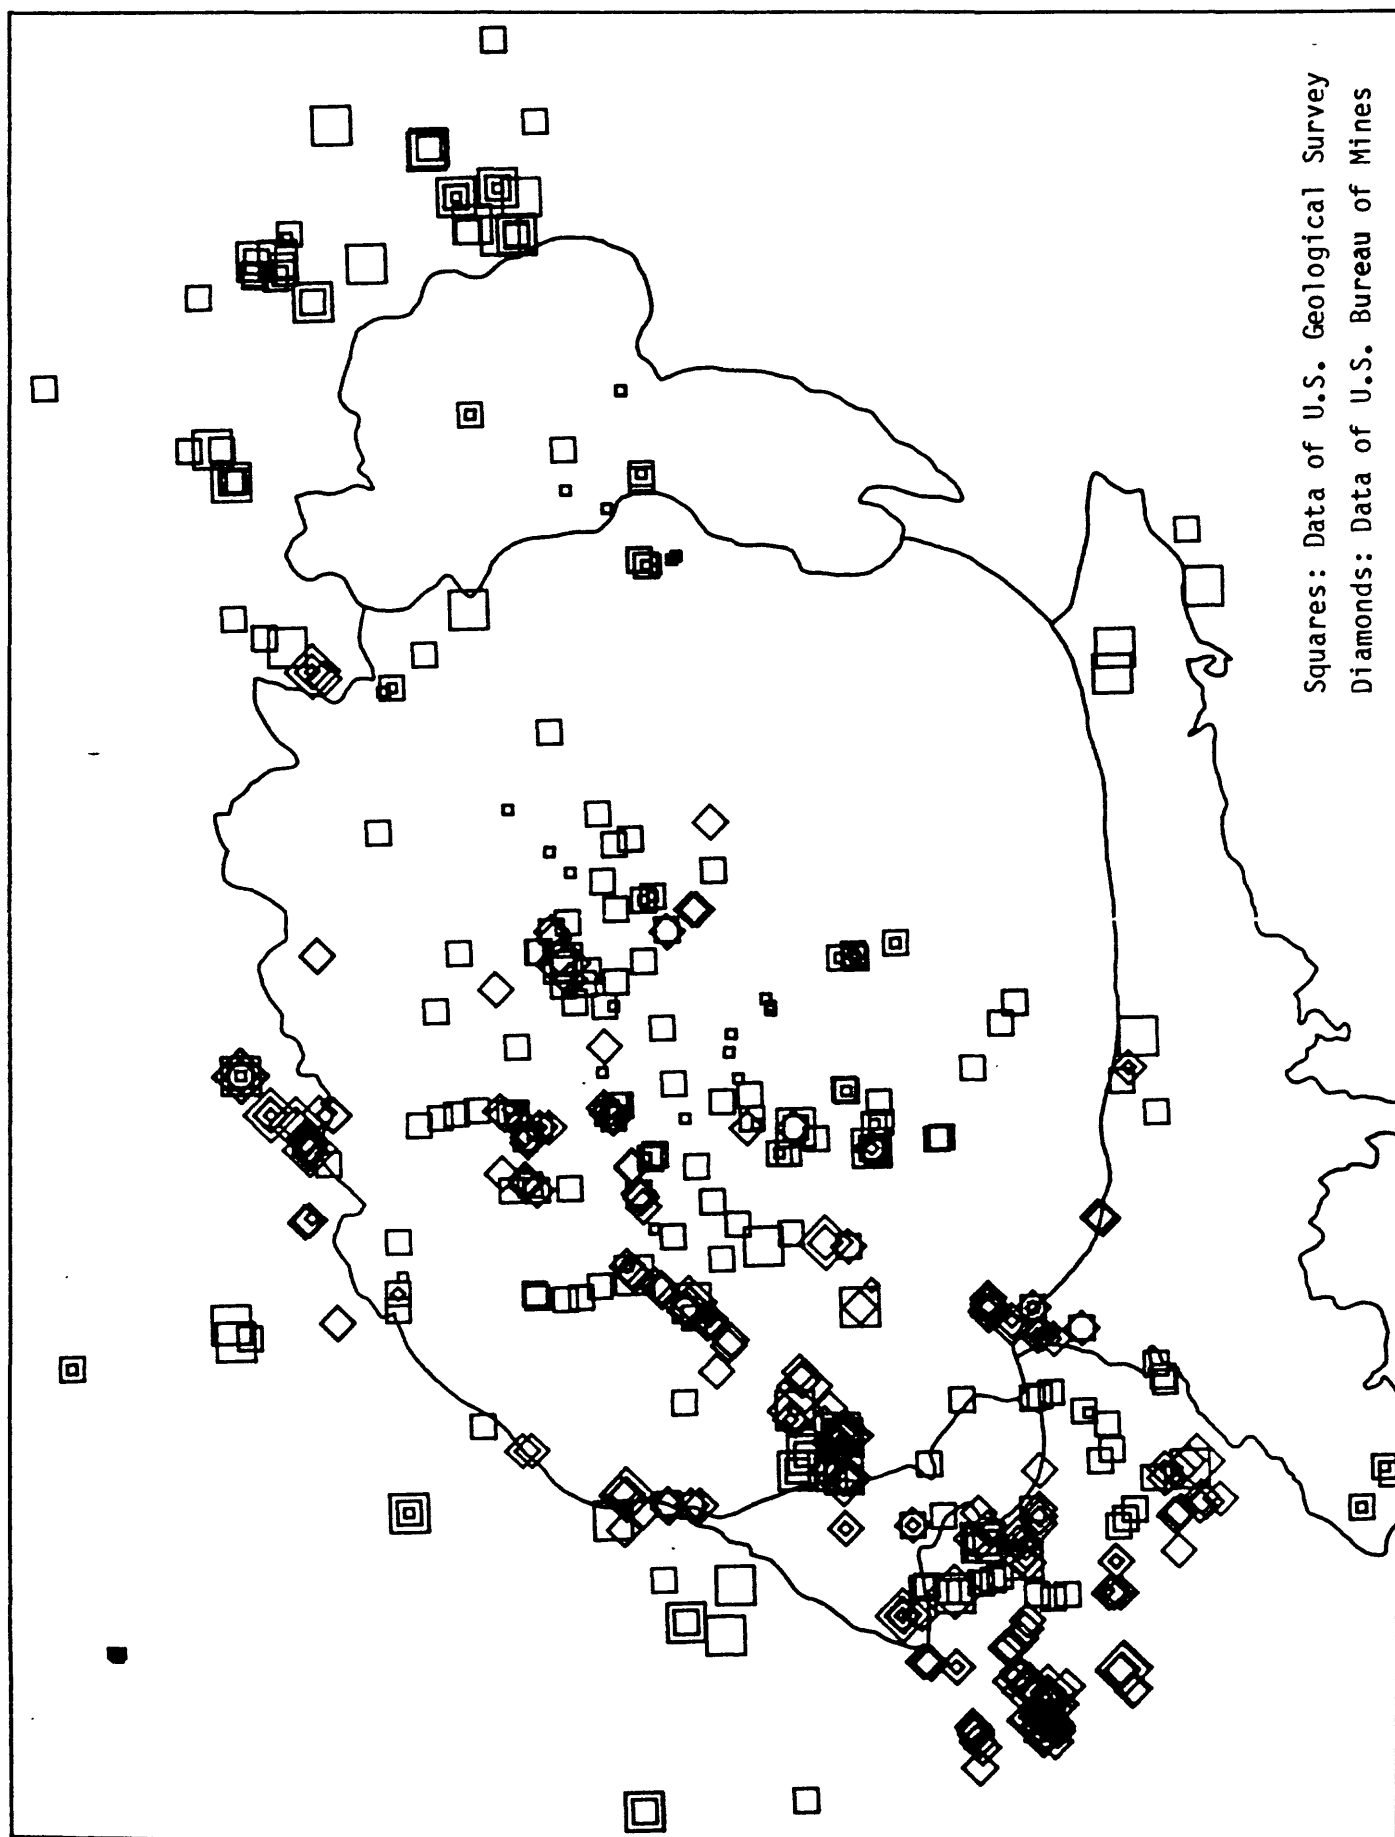 Squares: Data of U.S. Geological Survey
Diamonds: Data of U.S. Bureau of Mines